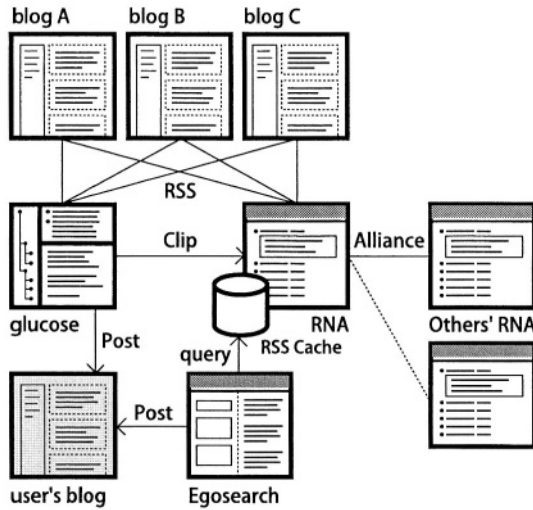 blog A
blog B
blog C
RSS
Clip
Alliance
glucose
RNA
Others' RNA
Post
query
RSS Cache
Post
user's blog
Egosearch